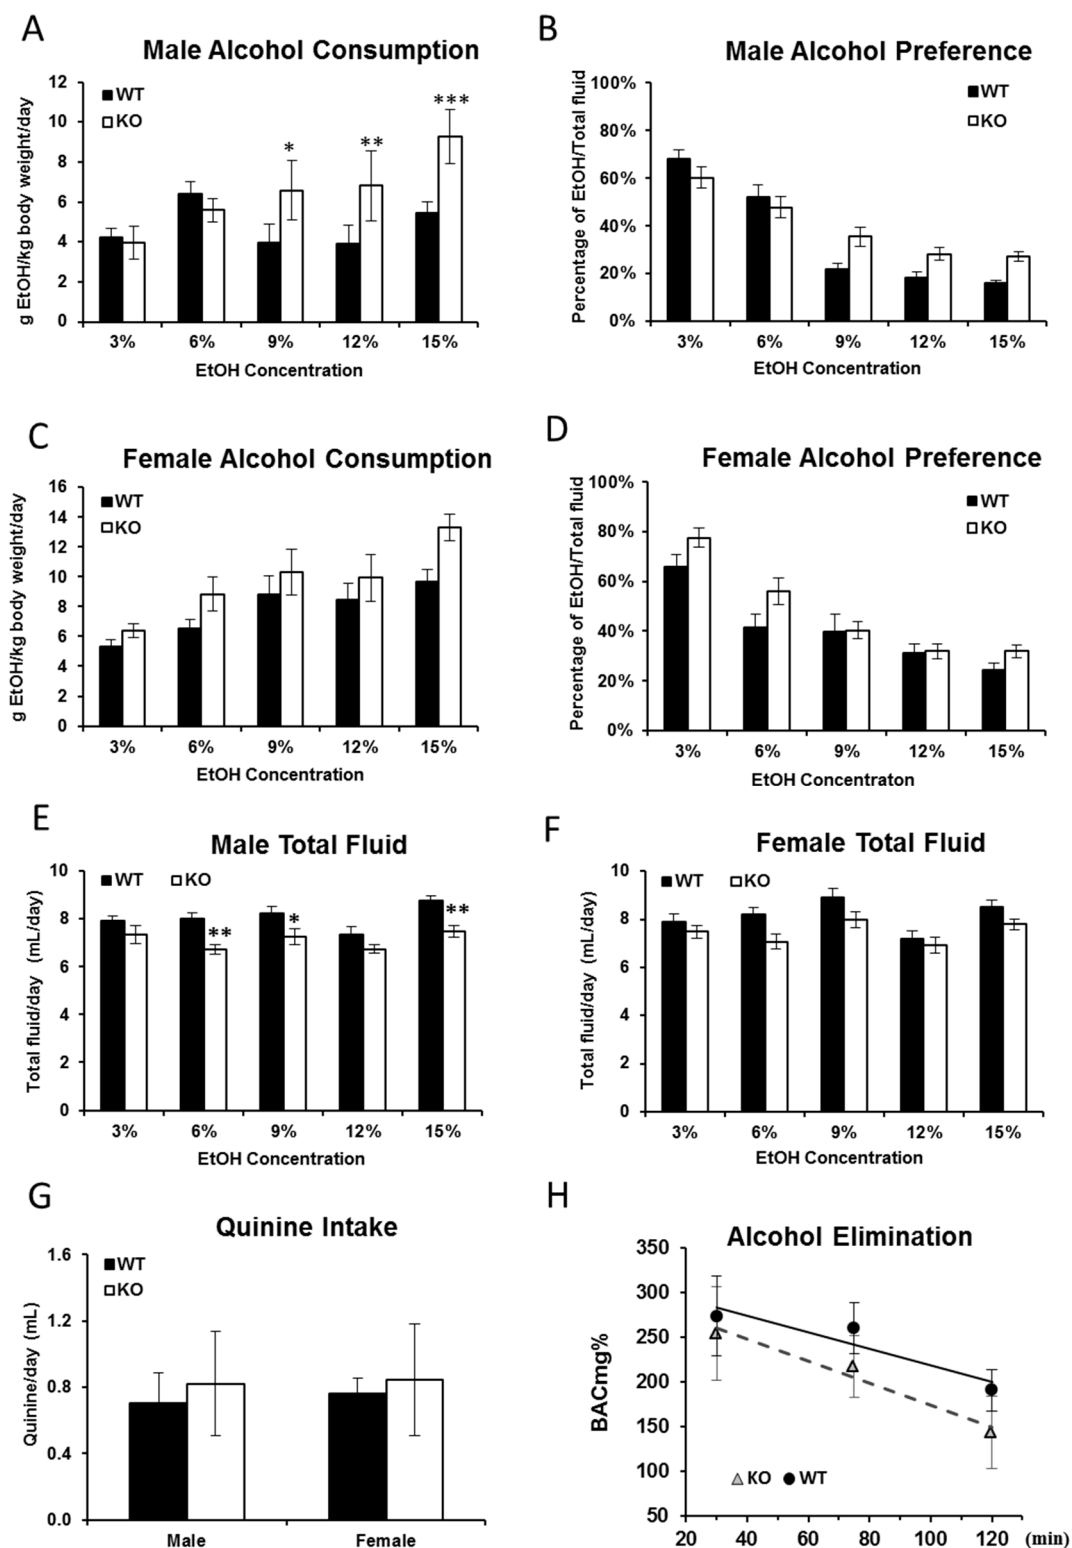 A
Male Alcohol Consumption
g EtOH/kg body weight/day
12
10
8
6
4
2
0
WT
KO
*
**
***
3% 6% 9% 12% 15%
EtOH Concentration
B
Male Alcohol Preference
Percentage of EtOH/Total fluid
100%
80%
60%
40%
20%
0%
WT
KO
3% 6% 9% 12% 15%
EtOH Concentration
C
Female Alcohol Consumption
g EtOH/kg body weight/day
16
14
12
10
8
6
4
2
0
WT
KO
3% 6% 9% 12% 15%
EtOH Concentration
D
Female Alcohol Preference
Percentage of EtOH/Total fluid
100%
80%
60%
40%
20%
0%
WT
KO
3% 6% 9% 12% 15%
EtOH Concentraton
E
Male Total Fluid
Total fluid/day (mL/day)
10
8
6
4
2
0
WT KO
**
*
**
3% 6% 9% 12% 15%
EtOH Concentration
F
Female Total Fluid
Total fluid/day (mL/day)
10
8
6
4
2
0
WT KO
3% 6% 9% 12% 15%
EtOH Concentration
G
Quinine Intake
Quinine/day (mL)
1.6
1.2
0.8
0.4
0.0
WT
KO
Male Female
H
Alcohol Elimination
BACmg%
350
300
250
200
150
100
50
KO WT
20 40 60 80 100 120 (min)